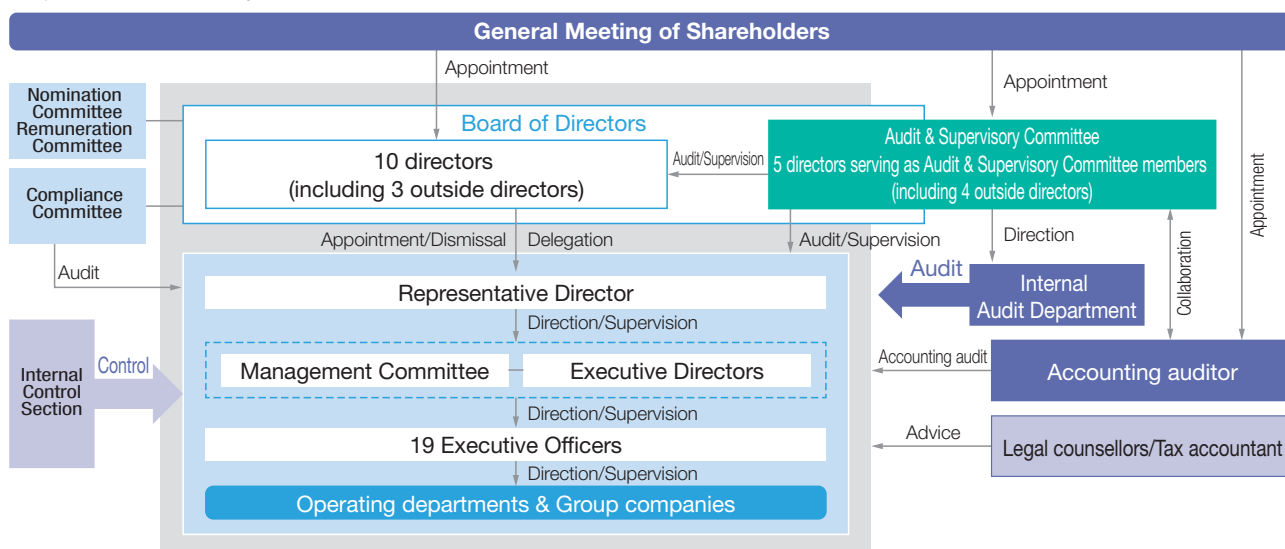 General Meeting of Shareholders
Appointment
Appointment
Appointment
Nomination
Committee
Remuneration
Committee
Board of Directors
10 directors
(including 3 outside directors)
Audit/Supervision
Audit & Supervisory Committee
5 directors serving as Audit & Supervisory Committee members
(including 4 outside directors)
Compliance
Committee
Appointment/Dismissal
Delegation
Audit/Supervision
Direction
Collaboration
Audit
Audit
Internal
Audit Department
Representative Director
Direction/Supervision
Internal
Control
Section
Control
Management Committee
Executive Directors
Accounting audit
Accounting auditor
Direction/Supervision
19 Executive Officers
Advice
Legal counsellors/Tax accountant
Direction/Supervision
Operating departments & Group companies